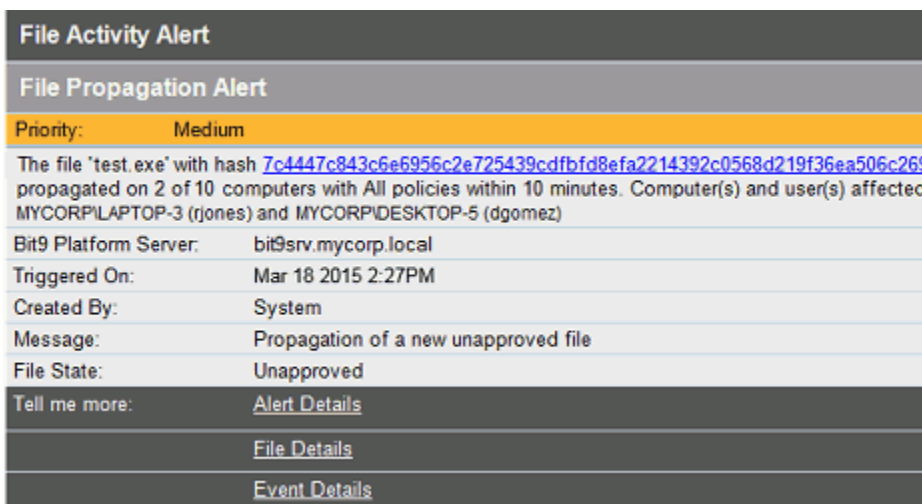 File Activity Alert
File Propagation Alert
Priority: Medium
The file 'test.exe' with hash 7c4447c843c6e6956c2e725439cdfbfd8efa2214392c0568d219f36ea506c269
propagated on 2 of 10 computers with All policies within 10 minutes. Computer(s) and user(s) affected
MYCORP\LAPTOP-3 (rjones) and MYCORP\DESKTOP-5 (dgomez)
Bit9 Platform Server: bit9srv.mycorp.local
Triggered On: Mar 18 2015 2:27PM
Created By: System
Message: Propagation of a new unapproved file
File State: Unapproved
Tell me more: Alert Details
File Details
Event Details